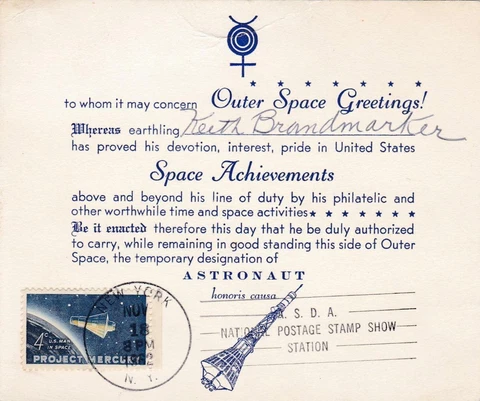 to whom it may concern Outer Space Greetings!
Whereas earthling Keith Brandmarker
has proved his devotion, interest, pride in United States
Space Achievements
above and beyond his line of duty by his philatelic and
other worthwhile time and space activities
Be it enacted therefore this day that he be duly authorized
to carry, while remaining in good standing this side of Outer
Space, the temporary designation of
ASTRONAUT
honoris causa
4¢ U.S. MAN
IN SPACE
PROJECT MERCURY
NEW YORK
NOV
18
PM
1962
N. Y.
A. S. D. A.
NATIONAL POSTAGE STAMP SHOW
STATION